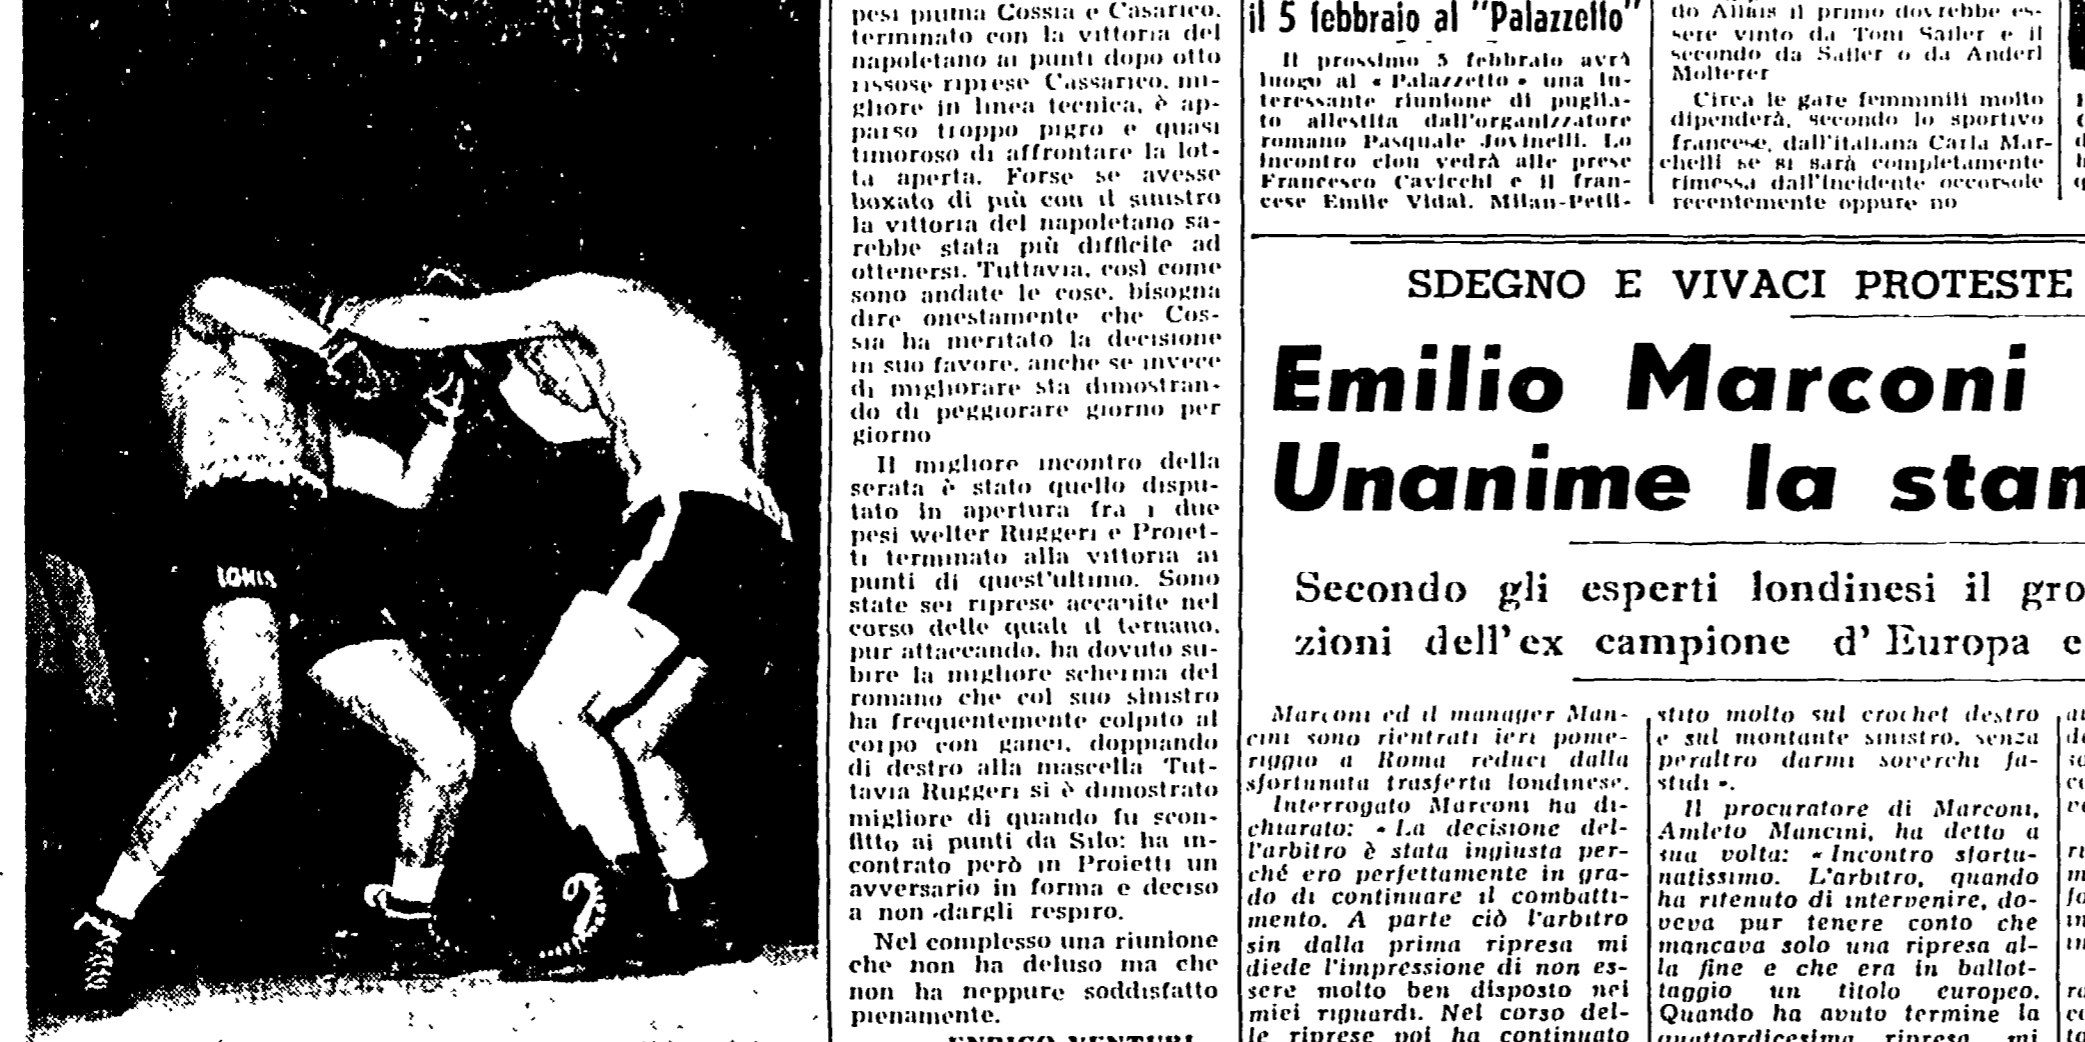 pesi piuma Cossia e Casarico,
terminato con la vittoria del
napoletano ai punti dopo otto
rissose riprese Cassarico, mi-
gliore in linea tecnica, è ap-
parso troppo pigro e quasi
timoroso di affrontare la lot-
ta aperta. Forse se avesse
boxato di più con il sinistro
la vittoria del napoletano sa-
rebbe stata più difficile ad
ottenersi. Tuttavia, così come
sono andate le cose, bisogna
dire onestamente che Cos-
sia ha meritato la decisione
in suo favore, anche se invece
di migliorare sta dimostran-
do di peggiorare giorno per
giorno
Il migliore incontro della
serata è stato quello dispu-
tato in apertura fra i due
pesi welter Ruggeri e Proiet-
ti terminato alla vittoria ai
punti di quest'ultimo. Sono
state sei riprese accanite nel
corso delle quali il ternano,
pur attaccando, ha dovuto su-
bire la migliore scherma del
romano che col suo sinistro
ha frequentemente colpito al
corpo con ganci, doppiando
di destro alla mascella Tut-
tavia Ruggeri si è dimostrato
migliore di quando fu scon-
fitto ai punti da Silo: ha in-
contrato però in Proietti un
avversario in forma e deciso
a non dargli respiro.
Nel complesso una riunione
che non ha deluso ma che
non ha neppure soddisfatto
pienamente.
ENRICO VENTURI
il 5 febbraio al "Palazzetto"
Il prossimo 5 febbraio avrà
luogo al « Palazzetto » una in-
teressante riunione di pugila-
to allestita dall'organizzatore
romano Pasquale Jovinelli. Lo
incontro clou vedrà alle prese
Francesco Cavicchi e il fran-
cese Emile Vidal. Milan-Petil-
do Allais il primo dovrebbe es-
sere vinto da Toni Sailer e il
secondo da Sailer o da Anderl
Molterer
Circa le gare femminili molto
dipenderà, secondo lo sportivo
francese, dall'italiana Carla Mar-
chelli se si sarà completamente
rimessa dall'incidente occorsole
recentemente oppure no
SDEGNO E VIVACI PROTESTE
Emilio Marconi
Unanime la stam
Secondo gli esperti londinesi il gro
zioni dell'ex campione d'Europa e
Marconi ed il manager Man-
cini sono rientrati ieri pome-
riggio a Roma reduci dalla
sfortunata trasferta londinese.
Interrogato Marconi ha di-
chiarato: « La decisione del-
l'arbitro è stata ingiusta per-
ché ero perfettamente in gra-
do di continuare il combatti-
mento. A parte ciò l'arbitro
sin dalla prima ripresa mi
diede l'impressione di non es-
sere molto ben disposto nei
miei riguardi. Nel corso del-
le riprese poi ha continuato
stito molto sul crochet destro
e sul montante sinistro, senza
peraltro darmi soverchi fa-
stidi ».
Il procuratore di Marconi,
Amleto Mancini, ha detto a
sua volta: « Incontro sfortu-
natissimo. L'arbitro, quando
ha ritenuto di intervenire, do-
veva pur tenere conto che
mancava solo una ripresa al-
la fine e che era in ballot-
taggio un titolo europeo.
Quando ha avuto termine la
quattordicesima ripresa mi